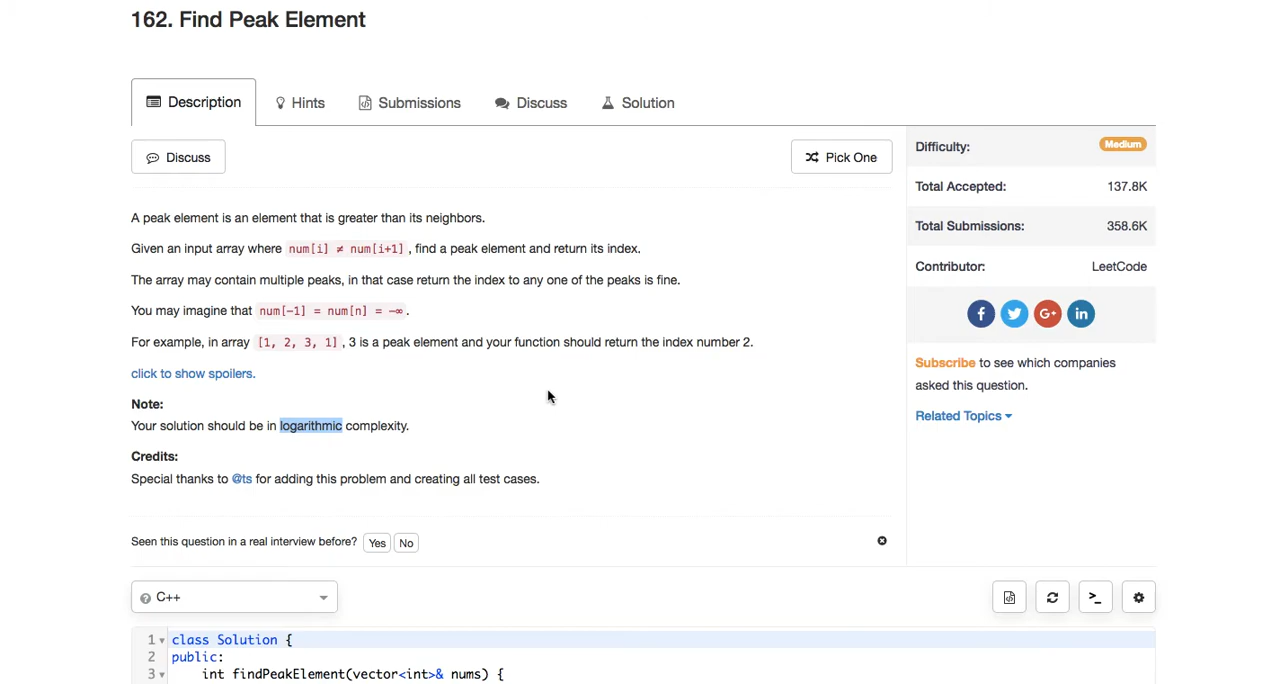 162. Find Peak Element
Description
Hints
Submissions
Discuss
Solution
Discuss
Pick One
Difficulty: Medium
Total Accepted: 137.8K
Total Submissions: 358.6K
Contributor: LeetCode
Subscribe to see which companies
asked this question.
Related Topics
A peak element is an element that is greater than its neighbors.
Given an input array where num[i] ≠ num[i+1], find a peak element and return its index.
The array may contain multiple peaks, in that case return the index to any one of the peaks is fine.
You may imagine that num[-1] = num[n] = -∞.
For example, in array [1, 2, 3, 1], 3 is a peak element and your function should return the index number 2.
click to show spoilers.
Note:
Your solution should be in logarithmic complexity.
Credits:
Special thanks to @ts for adding this problem and creating all test cases.
Seen this question in a real interview before? Yes No
C++
1 class Solution {
2 public:
3 int findPeakElement(vector<int>& nums) {